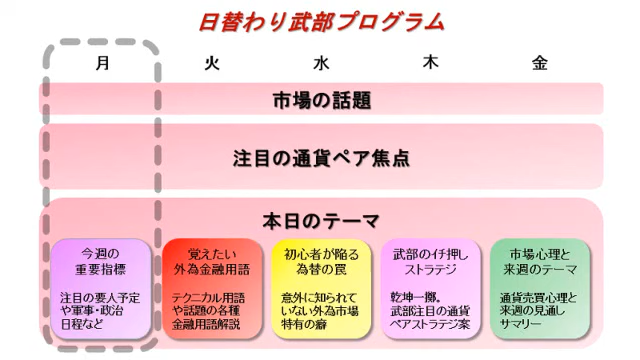 日替わり武部プログラム
月 火 水 木 金
市場の話題
注目の通貨ペア焦点
本日のテーマ
今週の
重要指標
注目の要人予定
や軍事・政治
日程など
覚えたい
外為金融用語
テクニカル用語
や話題の各種
金融用語解説
初心者が陥る
為替の罠
意外に知られて
いない外為市場
特有の癖
武部のイチ押し
ストラテジ
乾坤一擲。
武部注目の通貨
ペアストラテジ案
市場心理と
来週のテーマ
通貨売買心理と
来週の見通し
サマリー